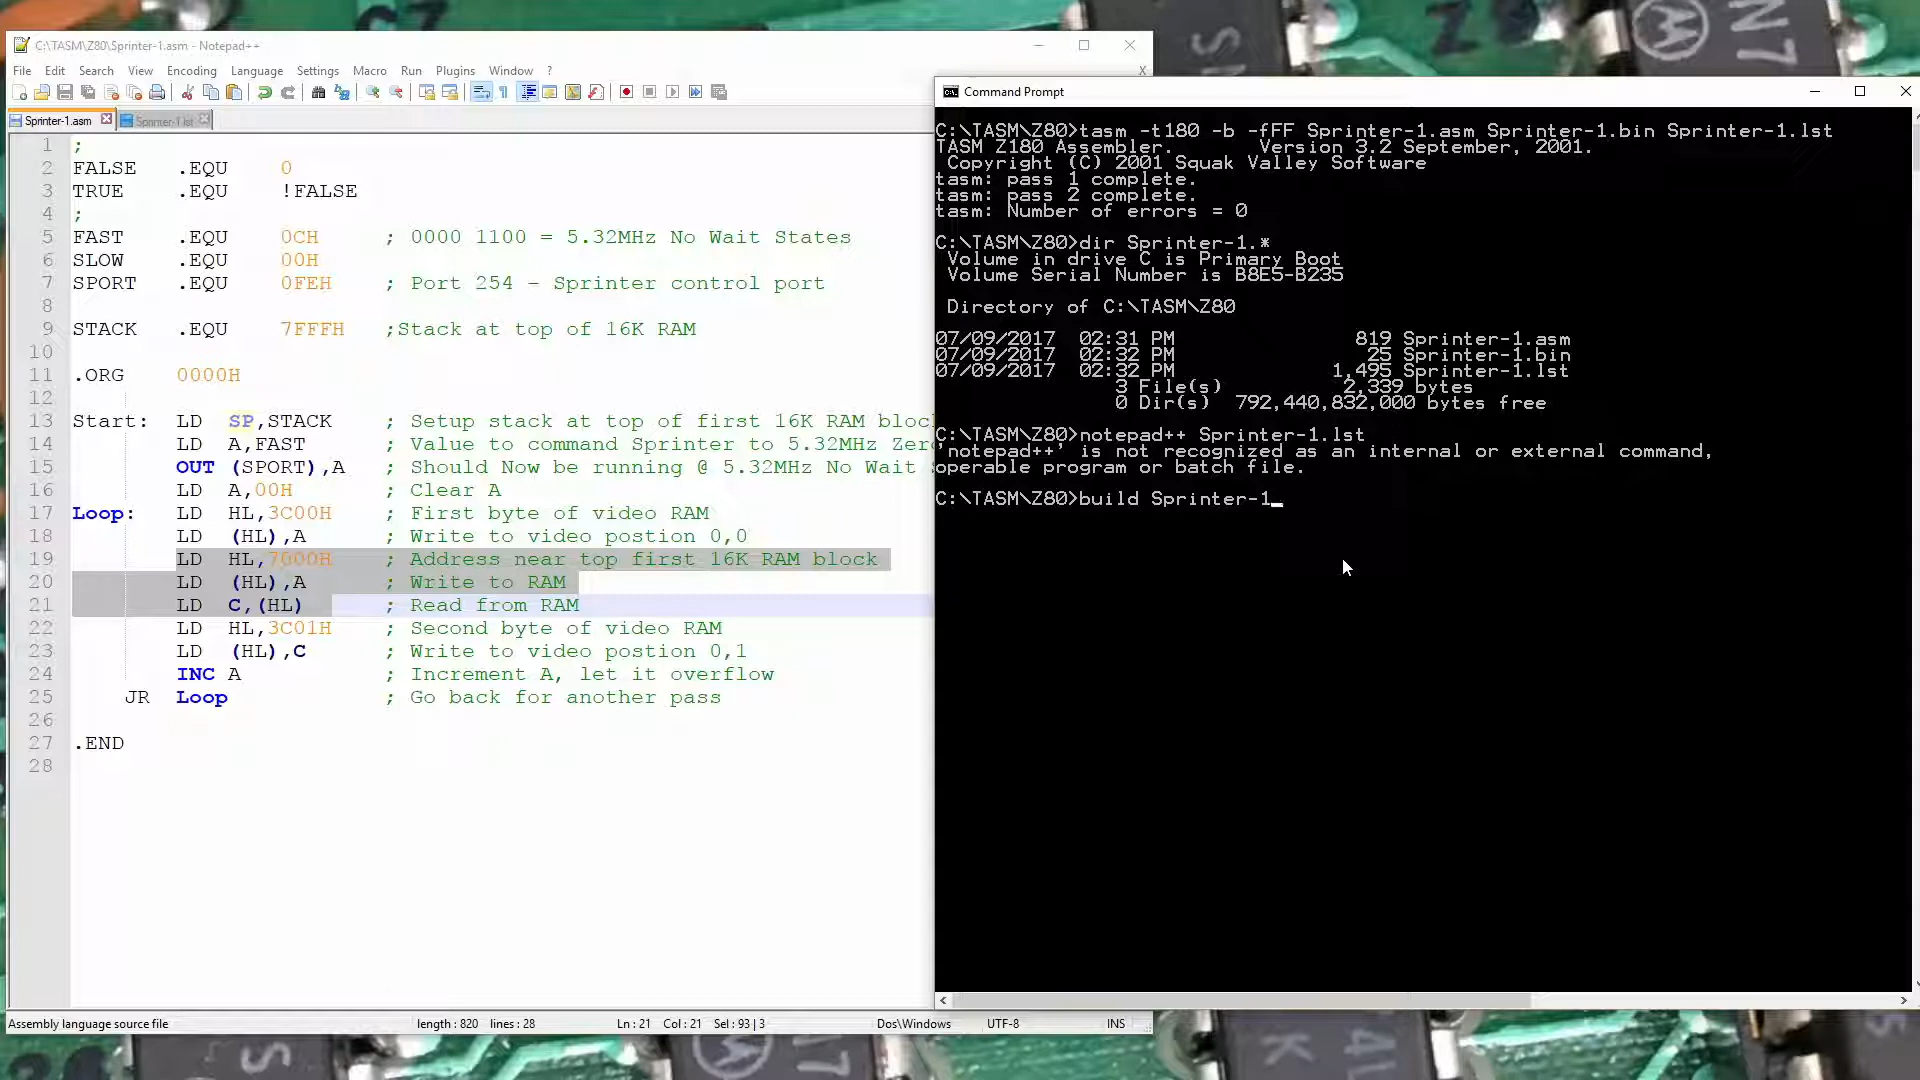 C:\TASM\Z80\Sprinter-1.asm - Notepad++
File Edit Search View Encoding Language Settings Macro Run Plugins Window ?
X
Sprinter-1.asm Sprinter-1.lst
1 ;
2 FALSE .EQU 0
3 TRUE .EQU !FALSE
4 ;
5 FAST .EQU 0CH ; 0000 1100 = 5.32MHz No Wait States
6 SLOW .EQU 00H
7 SPORT .EQU 0FEH ; Port 254 - Sprinter control port
8
9 STACK .EQU 7FFFH ;Stack at top of 16K RAM
10
11 .ORG 0000H
12
13 Start: LD SP,STACK ; Setup stack at top of first 16K RAM bloc
14 LD A,FAST ; Value to command Sprinter to 5.32MHz Zer
15 OUT (SPORT),A ; Should Now be running @ 5.32MHz No Wait
16 LD A,00H ; Clear A
17 Loop: LD HL,3C00H ; First byte of video RAM
18 LD (HL),A ; Write to video postion 0,0
19 LD HL,7000H ; Address near top first 16K RAM block
20 LD (HL),A ; Write to RAM
21 LD C,(HL) ; Read from RAM
22 LD HL,3C01H ; Second byte of video RAM
23 LD (HL),C ; Write to video postion 0,1
24 INC A ; Increment A, let it overflow
25 JR Loop ; Go back for another pass
26
27 .END
28
Assembly language source file length : 820 lines : 28 Ln : 21 Col : 21 Sel : 93 | 3 Dos\Windows UTF-8 INS
Command Prompt
C:\TASM\Z80>tasm -t180 -b -fFF Sprinter-1.asm Sprinter-1.bin Sprinter-1.lst
TASM Z180 Assembler. Version 3.2 September, 2001.
Copyright (C) 2001 Squak Valley Software
tasm: pass 1 complete.
tasm: pass 2 complete.
tasm: Number of errors = 0
C:\TASM\Z80>dir Sprinter-1.*
Volume in drive C is Primary Boot
Volume Serial Number is B8E5-B235
Directory of C:\TASM\Z80
07/09/2017 02:31 PM 819 Sprinter-1.asm
07/09/2017 02:32 PM 25 Sprinter-1.bin
07/09/2017 02:32 PM 1,495 Sprinter-1.lst
3 File(s) 2,339 bytes
0 Dir(s) 792,440,832,000 bytes free
C:\TASM\Z80>notepad++ Sprinter-1.lst
'notepad++' is not recognized as an internal or external command,
operable program or batch file.
C:\TASM\Z80>build Sprinter-1_